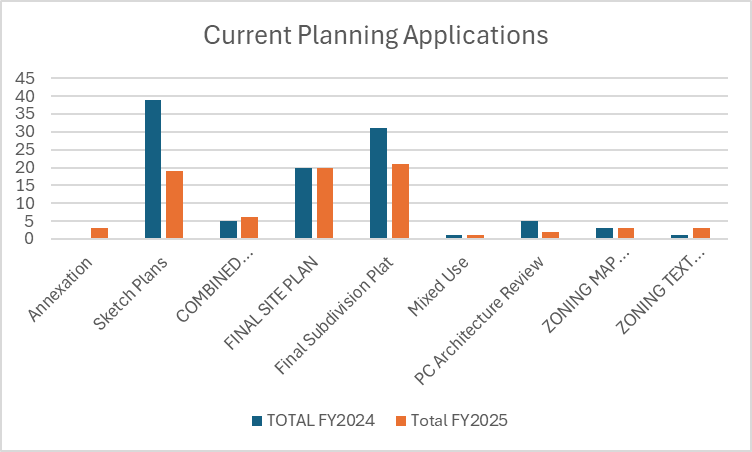 Current Planning Applications
45
40
35
30
25
20
15
10
5
0
Annexation
Sketch Plans
COMBINED...
FINAL SITE PLAN
Final Subdivision Plat
Mixed Use
PC Architecture Review
ZONING MAP...
ZONING TEXT...
TOTAL FY2024
Total FY2025